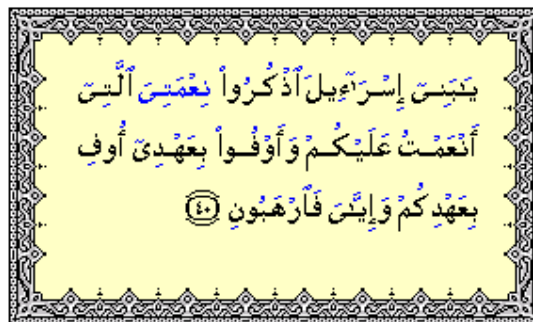 يَـٰبَنِىٓ إِسْرَٰٓءِيلَ ٱذْكُرُوا۟ نِعْمَتِىَ ٱلَّتِىٓ
أَنْعَمْتُ عَلَيْكُمْ وَأَوْفُوا۟ بِعَهْدِىٓ أُوفِ
بِعَهْدِكُمْ وَإِيَّـٰىَ فَٱرْهَبُونِ ﴿٤٠﴾